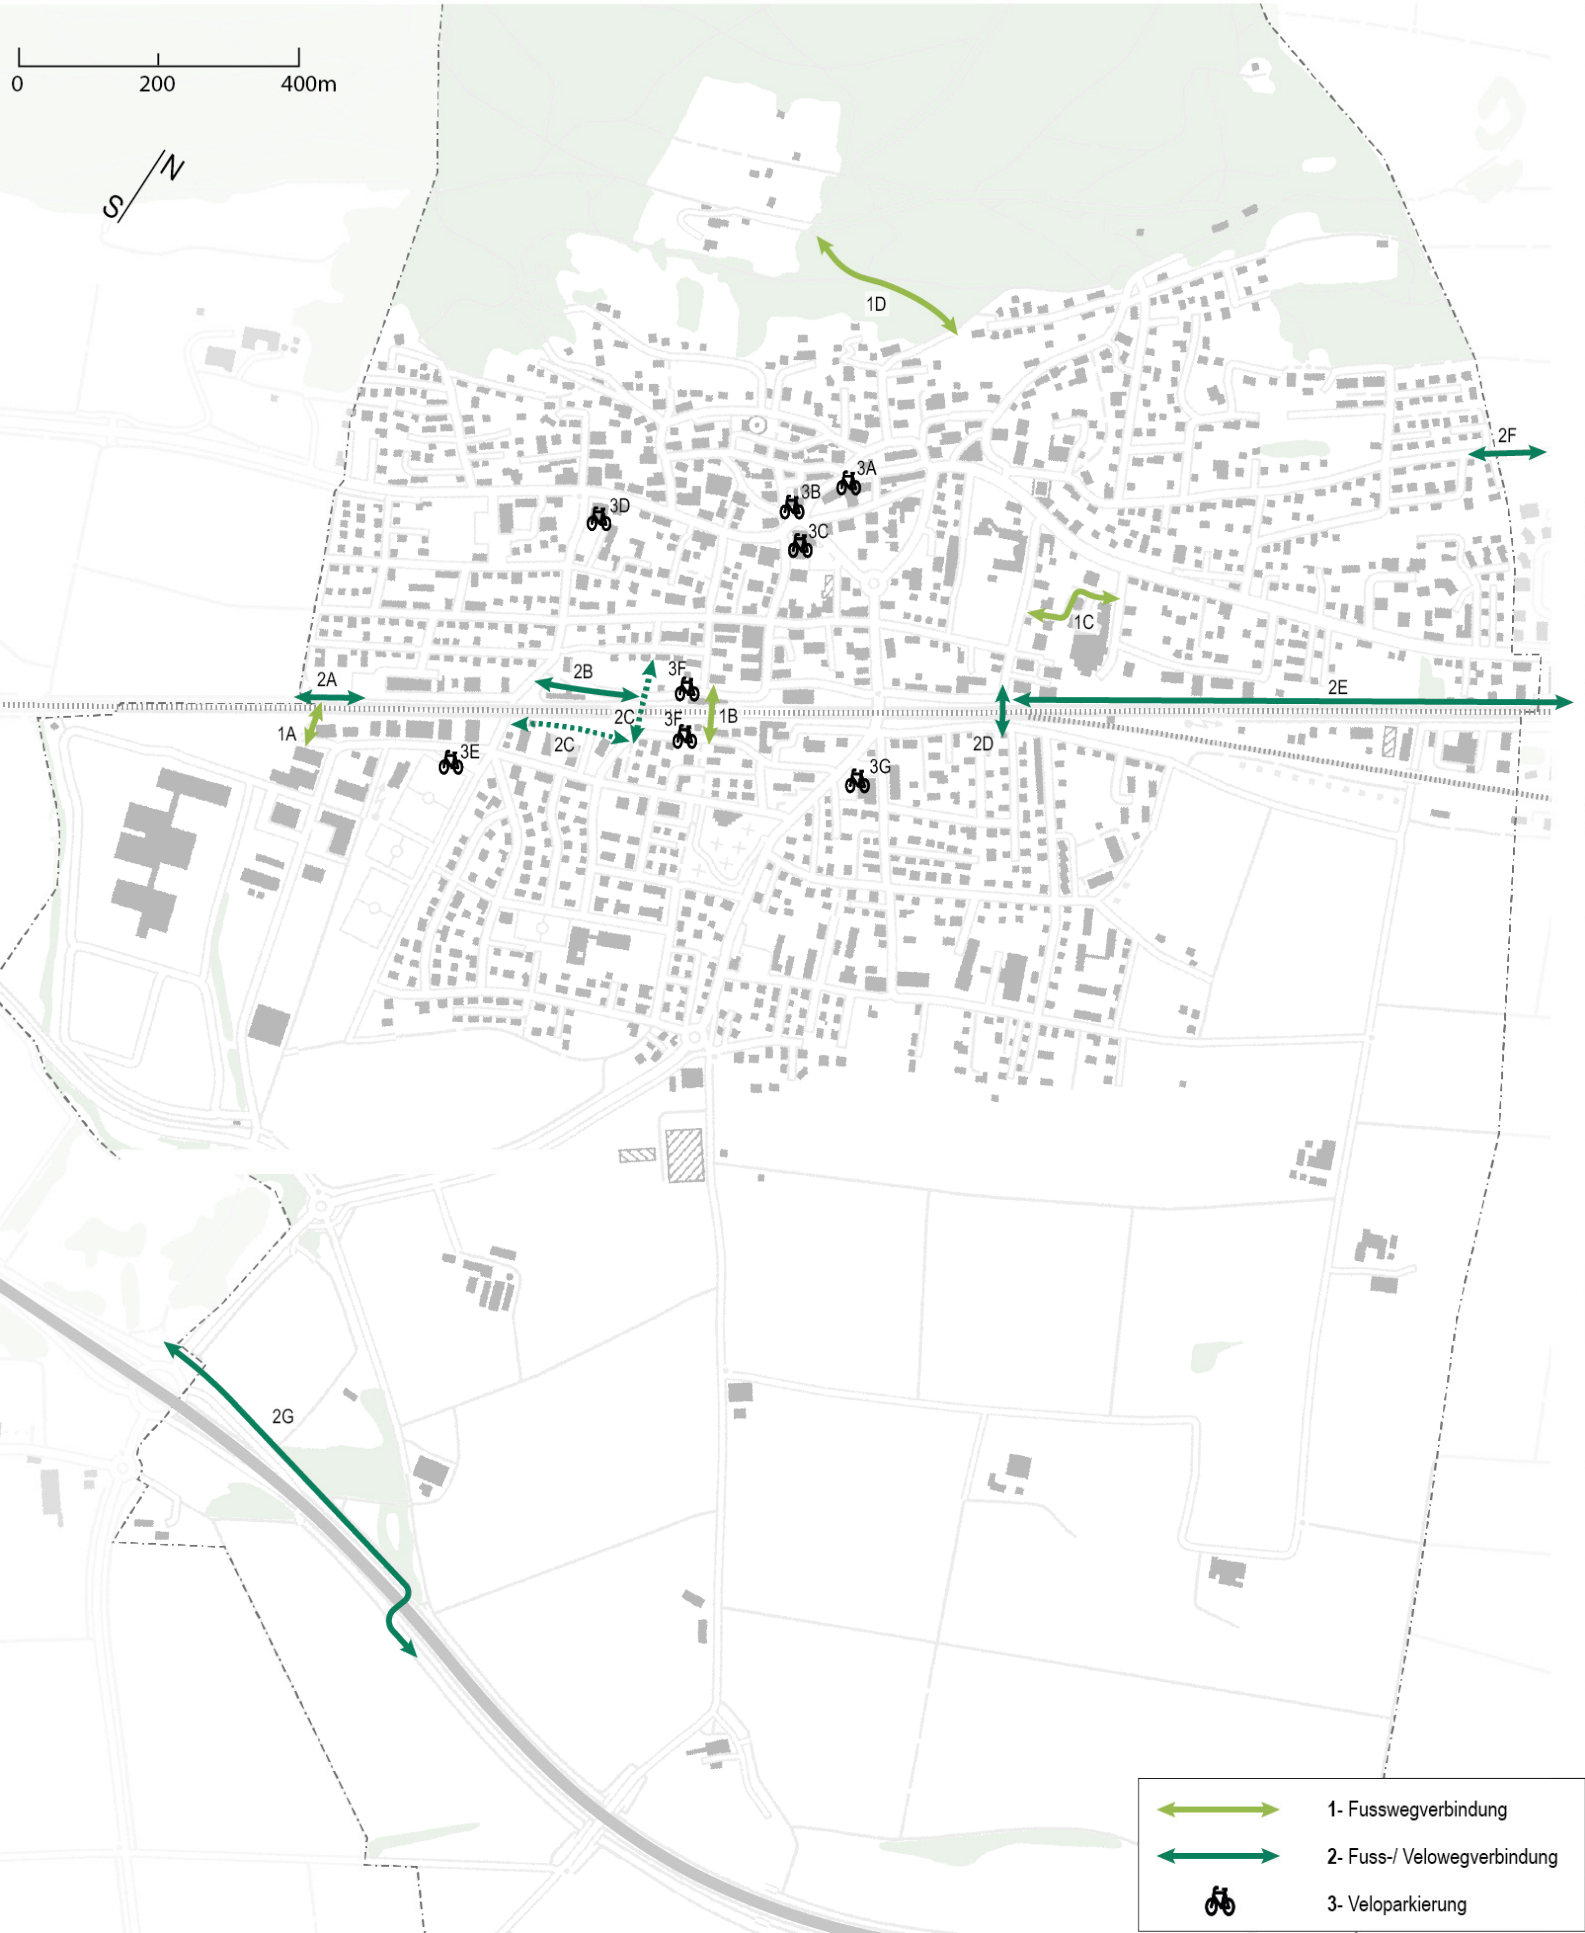 0 200 400m
N
S
1D
2F
3A
3B
3D
3C
1C
2B
3F
2A
2E
2C
1B
3F
1A
2C
2D
3E
3G
2G
1- Fusswegverbindung
2- Fuss-/ Velowegverbindung
3- Veloparkierung